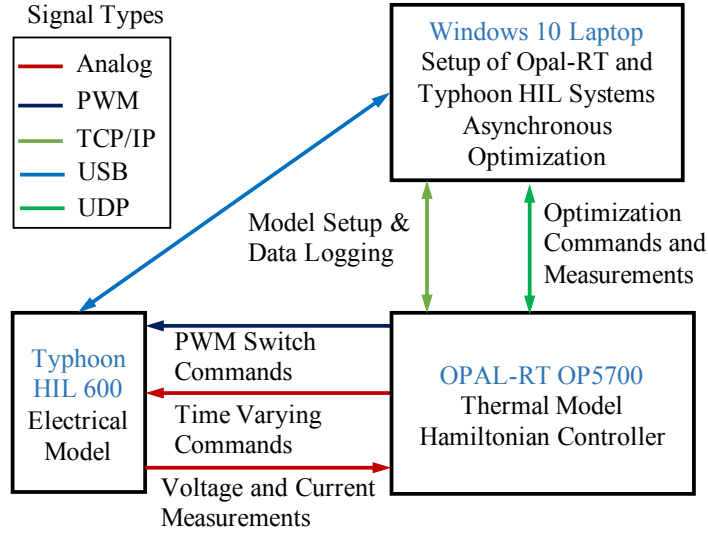 Signal Types
Analog
PWM
TCP/IP
USB
UDP
Windows 10 Laptop
Setup of Opal-RT and
Typhoon HIL Systems
Asynchronous
Optimization
Model Setup &
Data Logging
Optimization
Commands and
Measurements
Typhoon
HIL 600
Electrical
Model
PWM Switch
Commands
Time Varying
Commands
Voltage and Current
Measurements
OPAL-RT OP5700
Thermal Model
Hamiltonian Controller